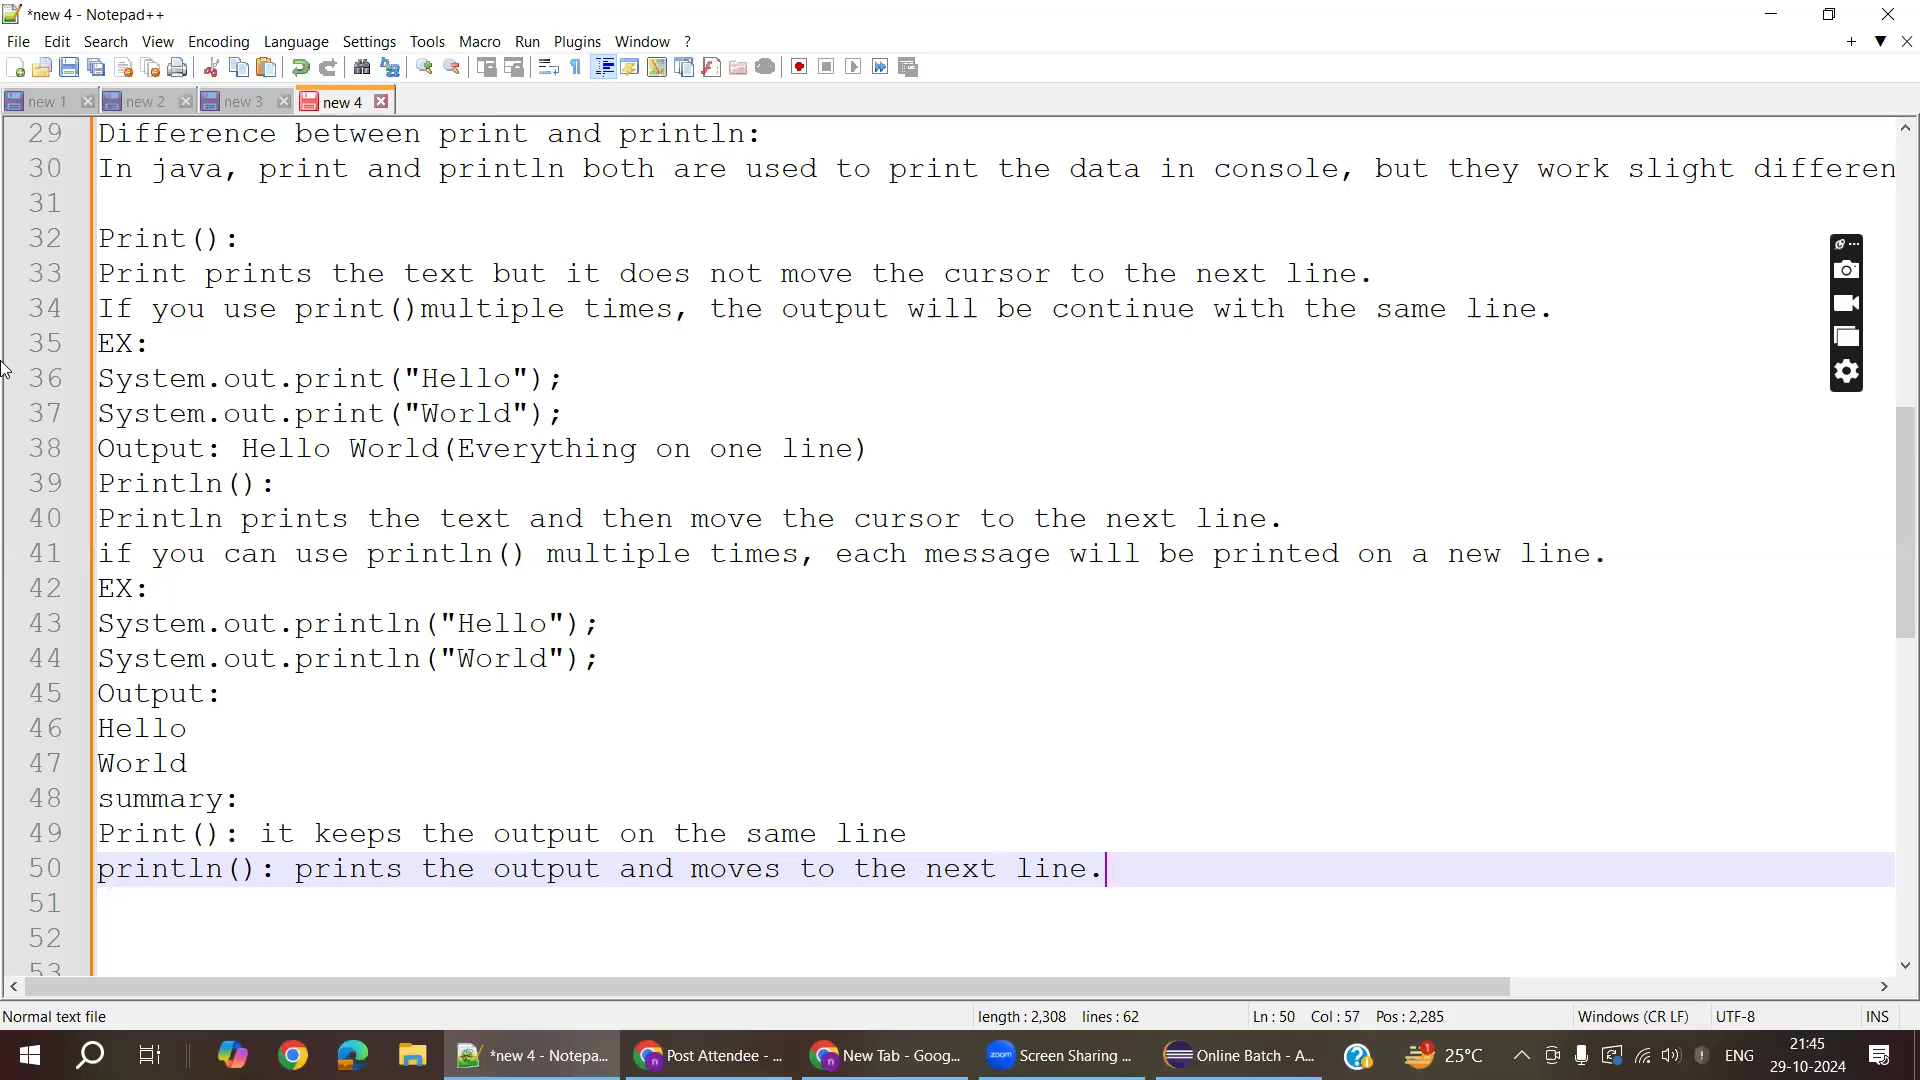 *new 4 - Notepad++
File Edit Search View Encoding Language Settings Tools Macro Run Plugins Window ?
new 1 new 2 new 3 new 4
29 Difference between print and println:
30 In java, print and println both are used to print the data in console, but they work slight differen
31
32 Print():
33 Print prints the text but it does not move the cursor to the next line.
34 If you use print()multiple times, the output will be continue with the same line.
35 EX:
36 System.out.print("Hello");
37 System.out.print("World");
38 Output: Hello World(Everything on one line)
39 Println():
40 Println prints the text and then move the cursor to the next line.
41 if you can use println() multiple times, each message will be printed on a new line.
42 EX:
43 System.out.println("Hello");
44 System.out.println("World");
45 Output:
46 Hello
47 World
48 summary:
49 Print(): it keeps the output on the same line
50 println(): prints the output and moves to the next line.
51
52
53
Normal text file length : 2,308 lines : 62 Ln : 50 Col : 57 Pos : 2,285 Windows (CR LF) UTF-8 INS
*new 4 - Notepa... Post Attendee - ... New Tab - Goog... zoom Screen Sharing ... Online Batch - A... 1 25°C ENG 21:45
29-10-2024